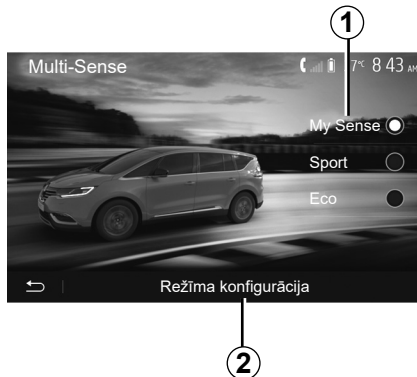 1
Multi-Sense 7°C 8 43 AM
My Sense
Sport
Eco
Režīma konfigurācija
2